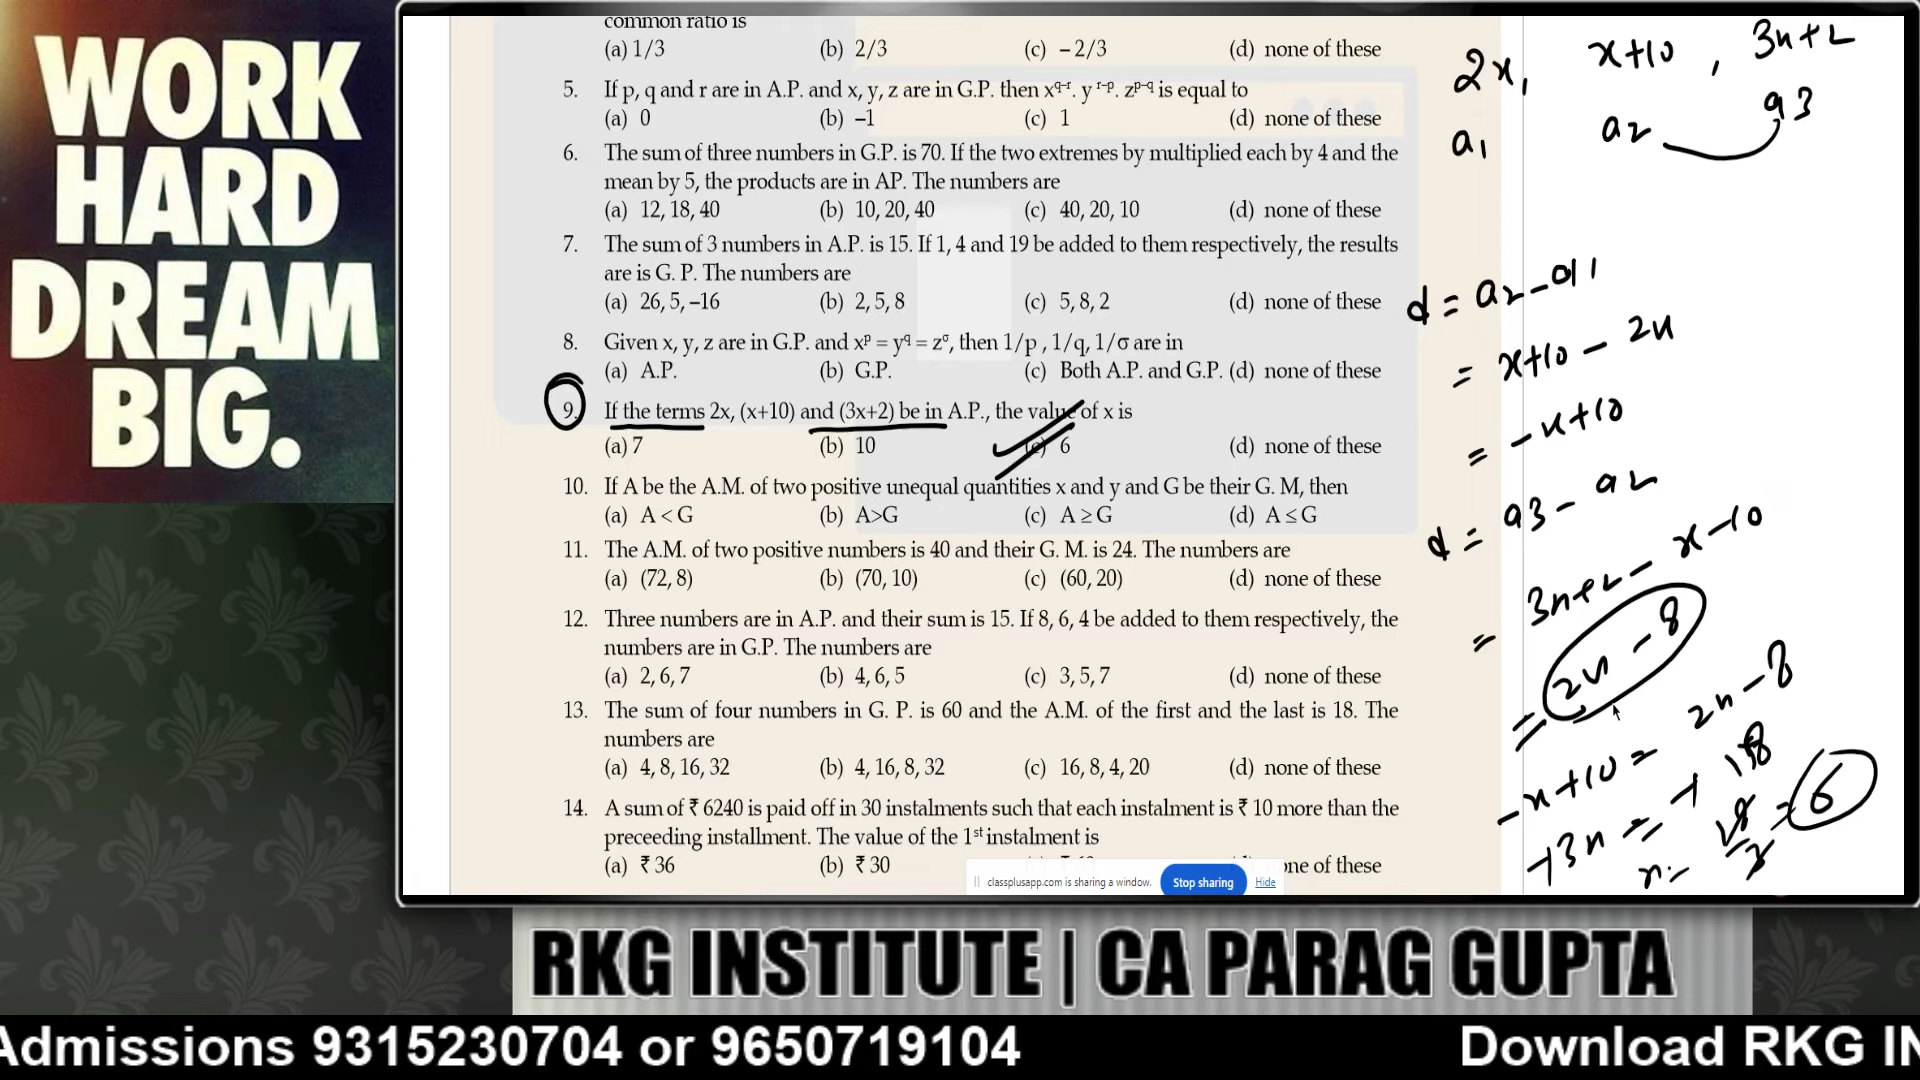 WORK
HARD
DREAM
BIG.
common ratio is
(a) 1/3 (b) 2/3 (c) – 2/3 (d) none of these
5. If p, q and r are in A.P. and x, y, z are in G.P. then x^q–r. y^r–p. z^p–q is equal to
(a) 0 (b) –1 (c) 1 (d) none of these
6. The sum of three numbers in G.P. is 70. If the two extremes by multiplied each by 4 and the
mean by 5, the products are in AP. The numbers are
(a) 12, 18, 40 (b) 10, 20, 40 (c) 40, 20, 10 (d) none of these
7. The sum of 3 numbers in A.P. is 15. If 1, 4 and 19 be added to them respectively, the results
are is G. P. The numbers are
(a) 26, 5, –16 (b) 2, 5, 8 (c) 5, 8, 2 (d) none of these
8. Given x, y, z are in G.P. and x^p = y^q = z^σ, then 1/p , 1/q, 1/σ are in
(a) A.P. (b) G.P. (c) Both A.P. and G.P. (d) none of these
9. If the terms 2x, (x+10) and (3x+2) be in A.P., the value of x is
(a) 7 (b) 10 (c) 6 (d) none of these
10. If A be the A.M. of two positive unequal quantities x and y and G be their G. M, then
(a) A < G (b) A>G (c) A ≥ G (d) A ≤ G
11. The A.M. of two positive numbers is 40 and their G. M. is 24. The numbers are
(a) (72, 8) (b) (70, 10) (c) (60, 20) (d) none of these
12. Three numbers are in A.P. and their sum is 15. If 8, 6, 4 be added to them respectively, the
numbers are in G.P. The numbers are
(a) 2, 6, 7 (b) 4, 6, 5 (c) 3, 5, 7 (d) none of these
13. The sum of four numbers in G. P. is 60 and the A.M. of the first and the last is 18. The
numbers are
(a) 4, 8, 16, 32 (b) 4, 16, 8, 32 (c) 16, 8, 4, 20 (d) none of these
14. A sum of ₹ 6240 is paid off in 30 instalments such that each instalment is ₹ 10 more than the
preceeding installment. The value of the 1st instalment is
(a) ₹ 36 (b) ₹ 30 none of these
classplusapp.com is sharing a window. Stop sharing Hide
2x, x+10, 3x+2
a1 a2 a3
d = a2 - a1
= x+10 - 2x
= -x+10
d = a3 - a2
= 3x+2 - x-10
= 2x - 8
-x+10 = 2x-8
= 6
RKG INSTITUTE | CA PARAG GUPTA
Admissions 9315230704 or 9650719104
Download RKG IN